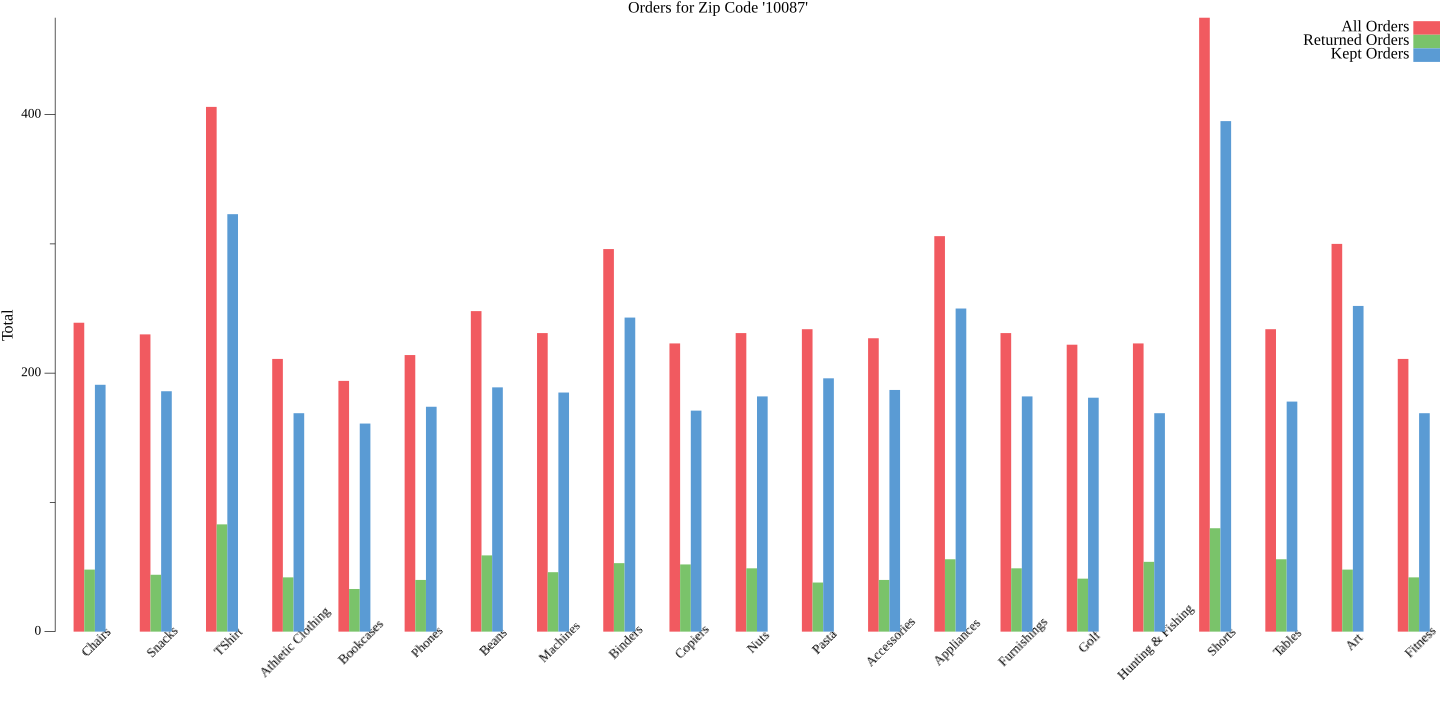 Orders for Zip Code '10087'
All Orders
Returned Orders
Kept Orders
Total
400
200
0
Chairs
Snacks
TShirt
Athletic Clothing
Bookcases
Phones
Beans
Machines
Binders
Copiers
Nuts
Pasta
Accessories
Appliances
Furnishings
Golf
Hunting & Fishing
Shorts
Tables
Art
Fitness